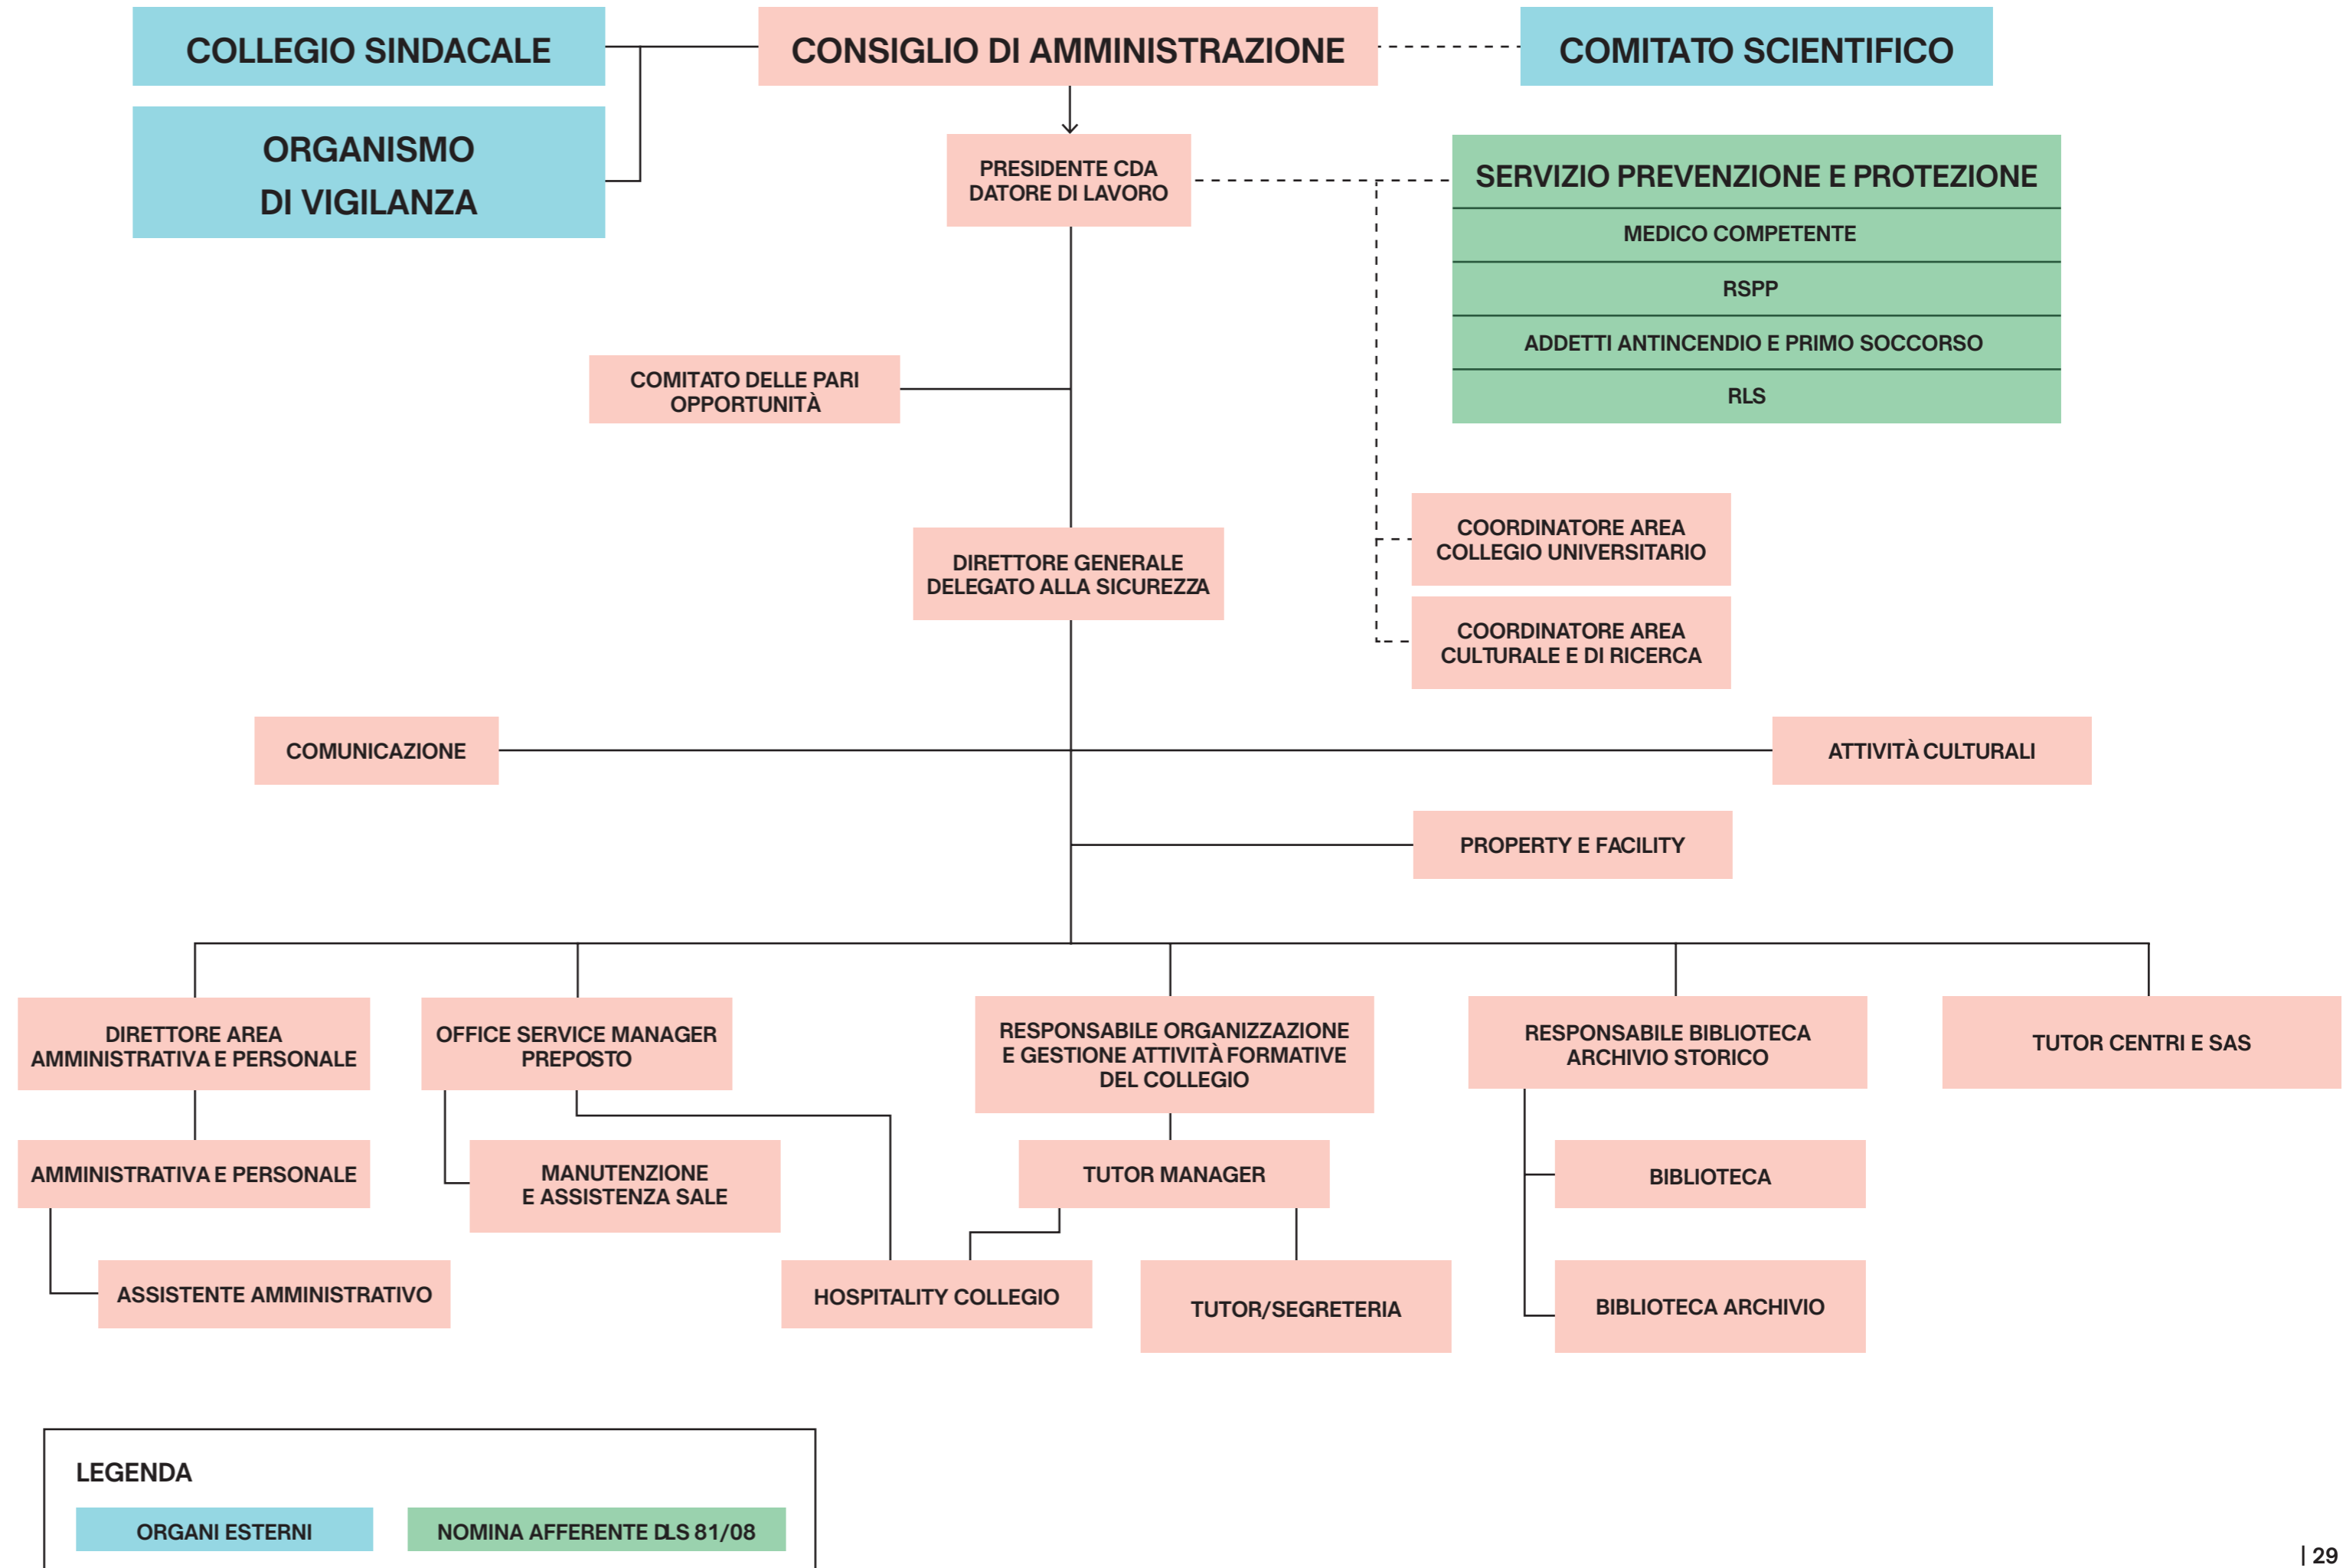 COLLEGIO SINDACALE
CONSIGLIO DI AMMINISTRAZIONE
COMITATO SCIENTIFICO
ORGANISMO
DI VIGILANZA
PRESIDENTE CDA
DATORE DI LAVORO
SERVIZIO PREVENZIONE E PROTEZIONE
MEDICO COMPETENTE
RSPP
ADDETTI ANTINCENDIO E PRIMO SOCCORSO
RLS
COMITATO DELLE PARI
OPPORTUNITÀ
COORDINATORE AREA
COLLEGIO UNIVERSITARIO
DIRETTORE GENERALE
DELEGATO ALLA SICUREZZA
COORDINATORE AREA
CULTURALE E DI RICERCA
COMUNICAZIONE
ATTIVITÀ CULTURALI
PROPERTY E FACILITY
DIRETTORE AREA
AMMINISTRATIVA E PERSONALE
OFFICE SERVICE MANAGER
PREPOSTO
RESPONSABILE ORGANIZZAZIONE
E GESTIONE ATTIVITÀ FORMATIVE
DEL COLLEGIO
RESPONSABILE BIBLIOTECA
ARCHIVIO STORICO
TUTOR CENTRI E SAS
AMMINISTRATIVA E PERSONALE
MANUTENZIONE
E ASSISTENZA SALE
TUTOR MANAGER
BIBLIOTECA
ASSISTENTE AMMINISTRATIVO
HOSPITALITY COLLEGIO
TUTOR/SEGRETERIA
BIBLIOTECA ARCHIVIO
LEGENDA
ORGANI ESTERNI
NOMINA AFFERENTE DLS 81/08
| 29